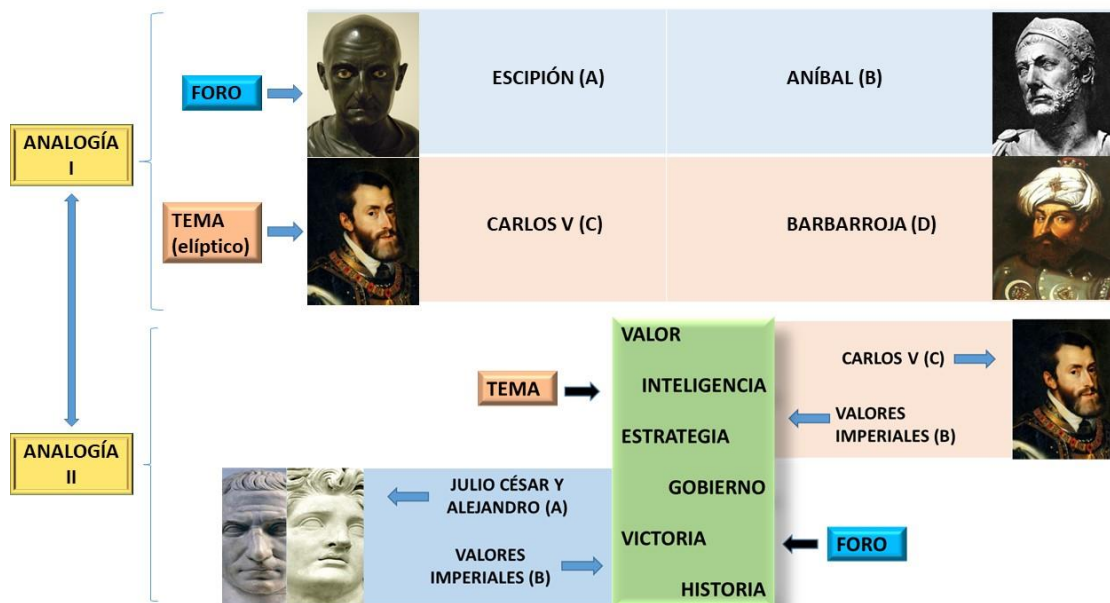 FORO
ESCIPIÓN (A)
ANÍBAL (B)
ANALOGÍA
I
TEMA
(elíptico)
CARLOS V (C)
BARBARROJA (D)
ANALOGÍA
II
TEMA
VALOR
INTELIGENCIA
ESTRATEGIA
GOBIERNO
VICTORIA
HISTORIA
CARLOS V (C)
VALORES
IMPERIALES (B)
JULIO CÉSAR Y
ALEJANDRO (A)
VALORES
IMPERIALES (B)
FORO